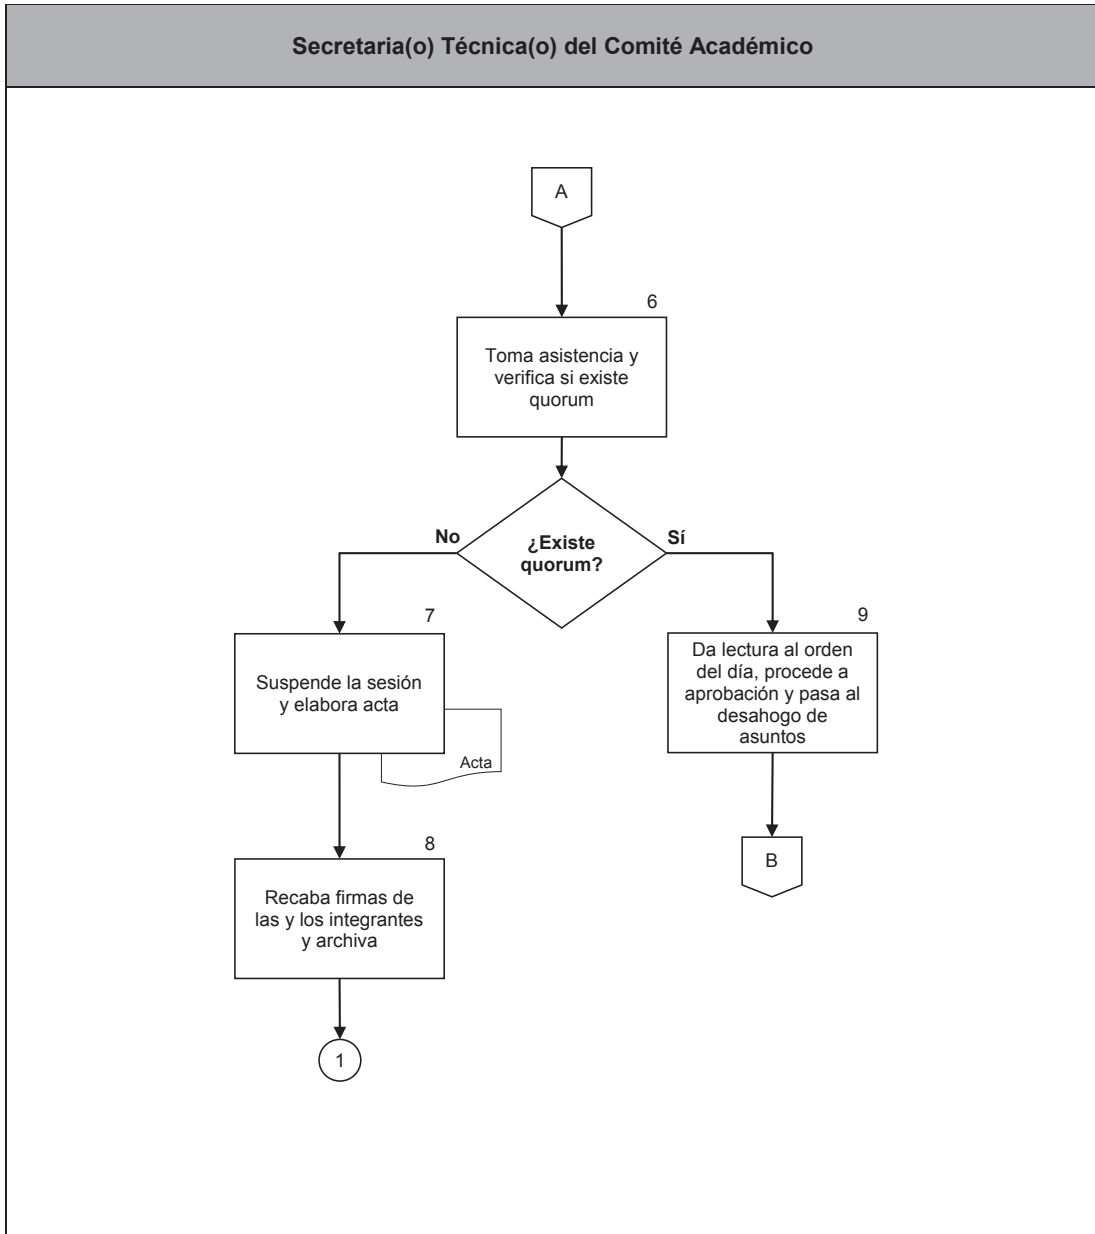 Secretaria(o) Técnica(o) del Comité Académico
A
6
Toma asistencia y
verifica si existe
quorum
No
¿Existe
quorum?
Sí
7
Suspende la sesión
y elabora acta
Acta
9
Da lectura al orden
del día, procede a
aprobación y pasa al
desahogo de
asuntos
8
Recaba firmas de
las y los integrantes
y archiva
B
1